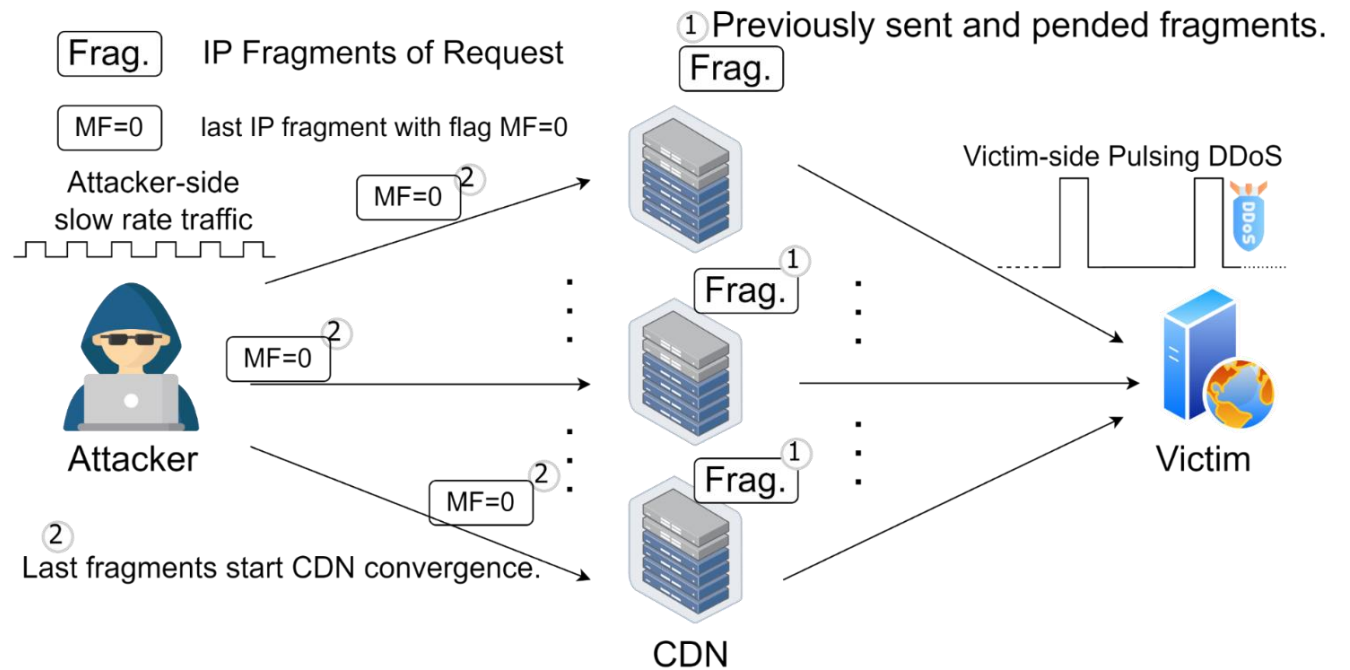 Frag. IP Fragments of Request
MF=0 last IP fragment with flag MF=0
① Previously sent and pended fragments.
Frag.
Attacker-side
slow rate traffic
MF=0 ②
Victim-side Pulsing DDoS
DDoS
Frag. ①
MF=0 ②
Attacker
Frag. ①
MF=0 ②
Victim
②
Last fragments start CDN convergence.
CDN